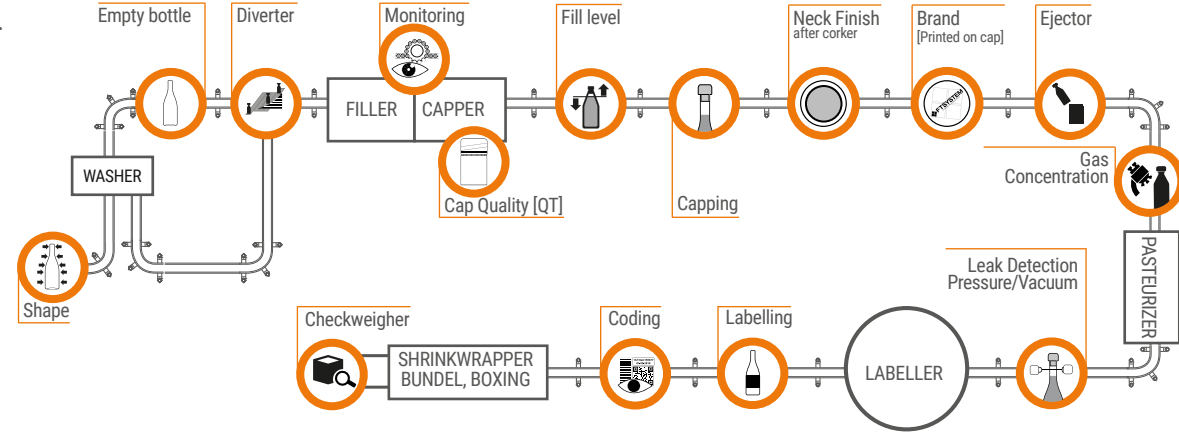 Empty bottle
Diverter
Monitoring
Fill level
Neck Finish
after corker
Brand
[Printed on cap]
Ejector
FILLER
CAPPER
FTSYSTEM
WASHER
Gas
Concentration
Cap Quality [QT]
Capping
PASTEURIZER
Shape
Leak Detection
Pressure/Vacuum
Checkweigher
Coding
Labelling
SHRINKWRAPPER
BUNDEL, BOXING
LABELLER